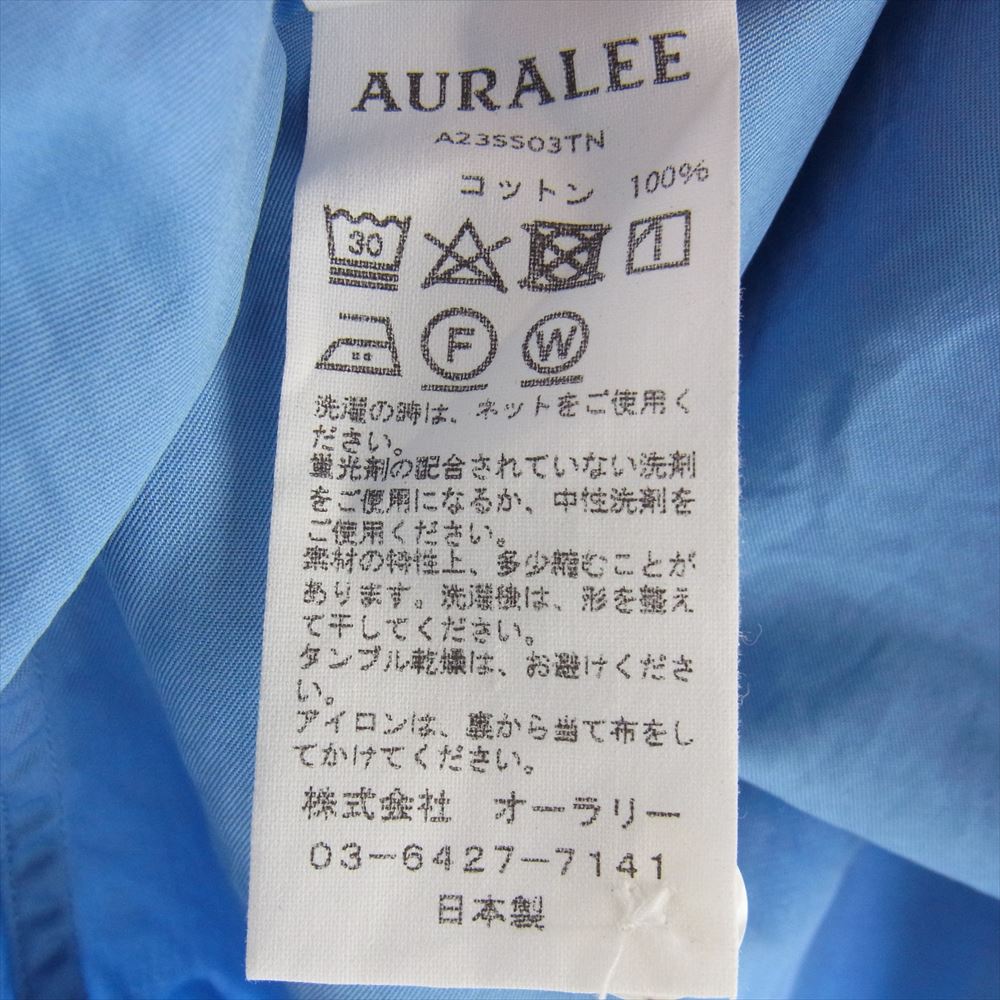 AURALEE
A23SS03TN
コットン 100%
30
F W
洗濯の時は、ネットをご使用く
ださい。
蛍光剤の配合されていない洗剤
をご使用になるか、中性洗剤を
ご使用ください。
素材の特性上、多少縮むことが
あります。洗濯後は、形を整え
て干してください。
タンブル乾燥は、お避けくださ
い。
アイロンは、裏から当て布をし
てかけてください。
株式会社 オーラリー
03-6427-7141
日本製